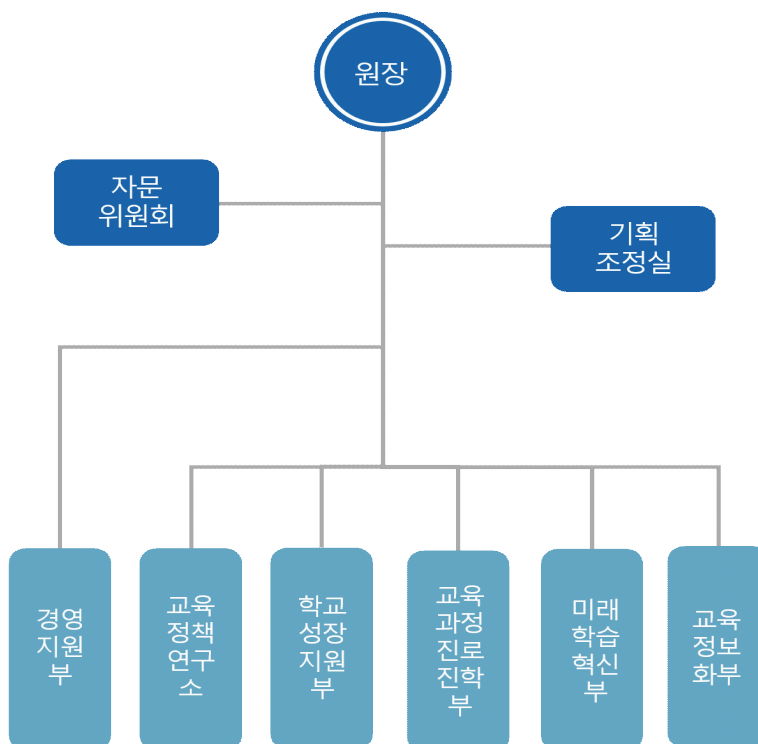 원장
자문
위원회
기획
조정실
경영
지원
부
교육
정책
연구
소
학교
성장
지원
부
교육
과정
진로
진학
부
미래
학습
혁신
부
교육
정보
화부